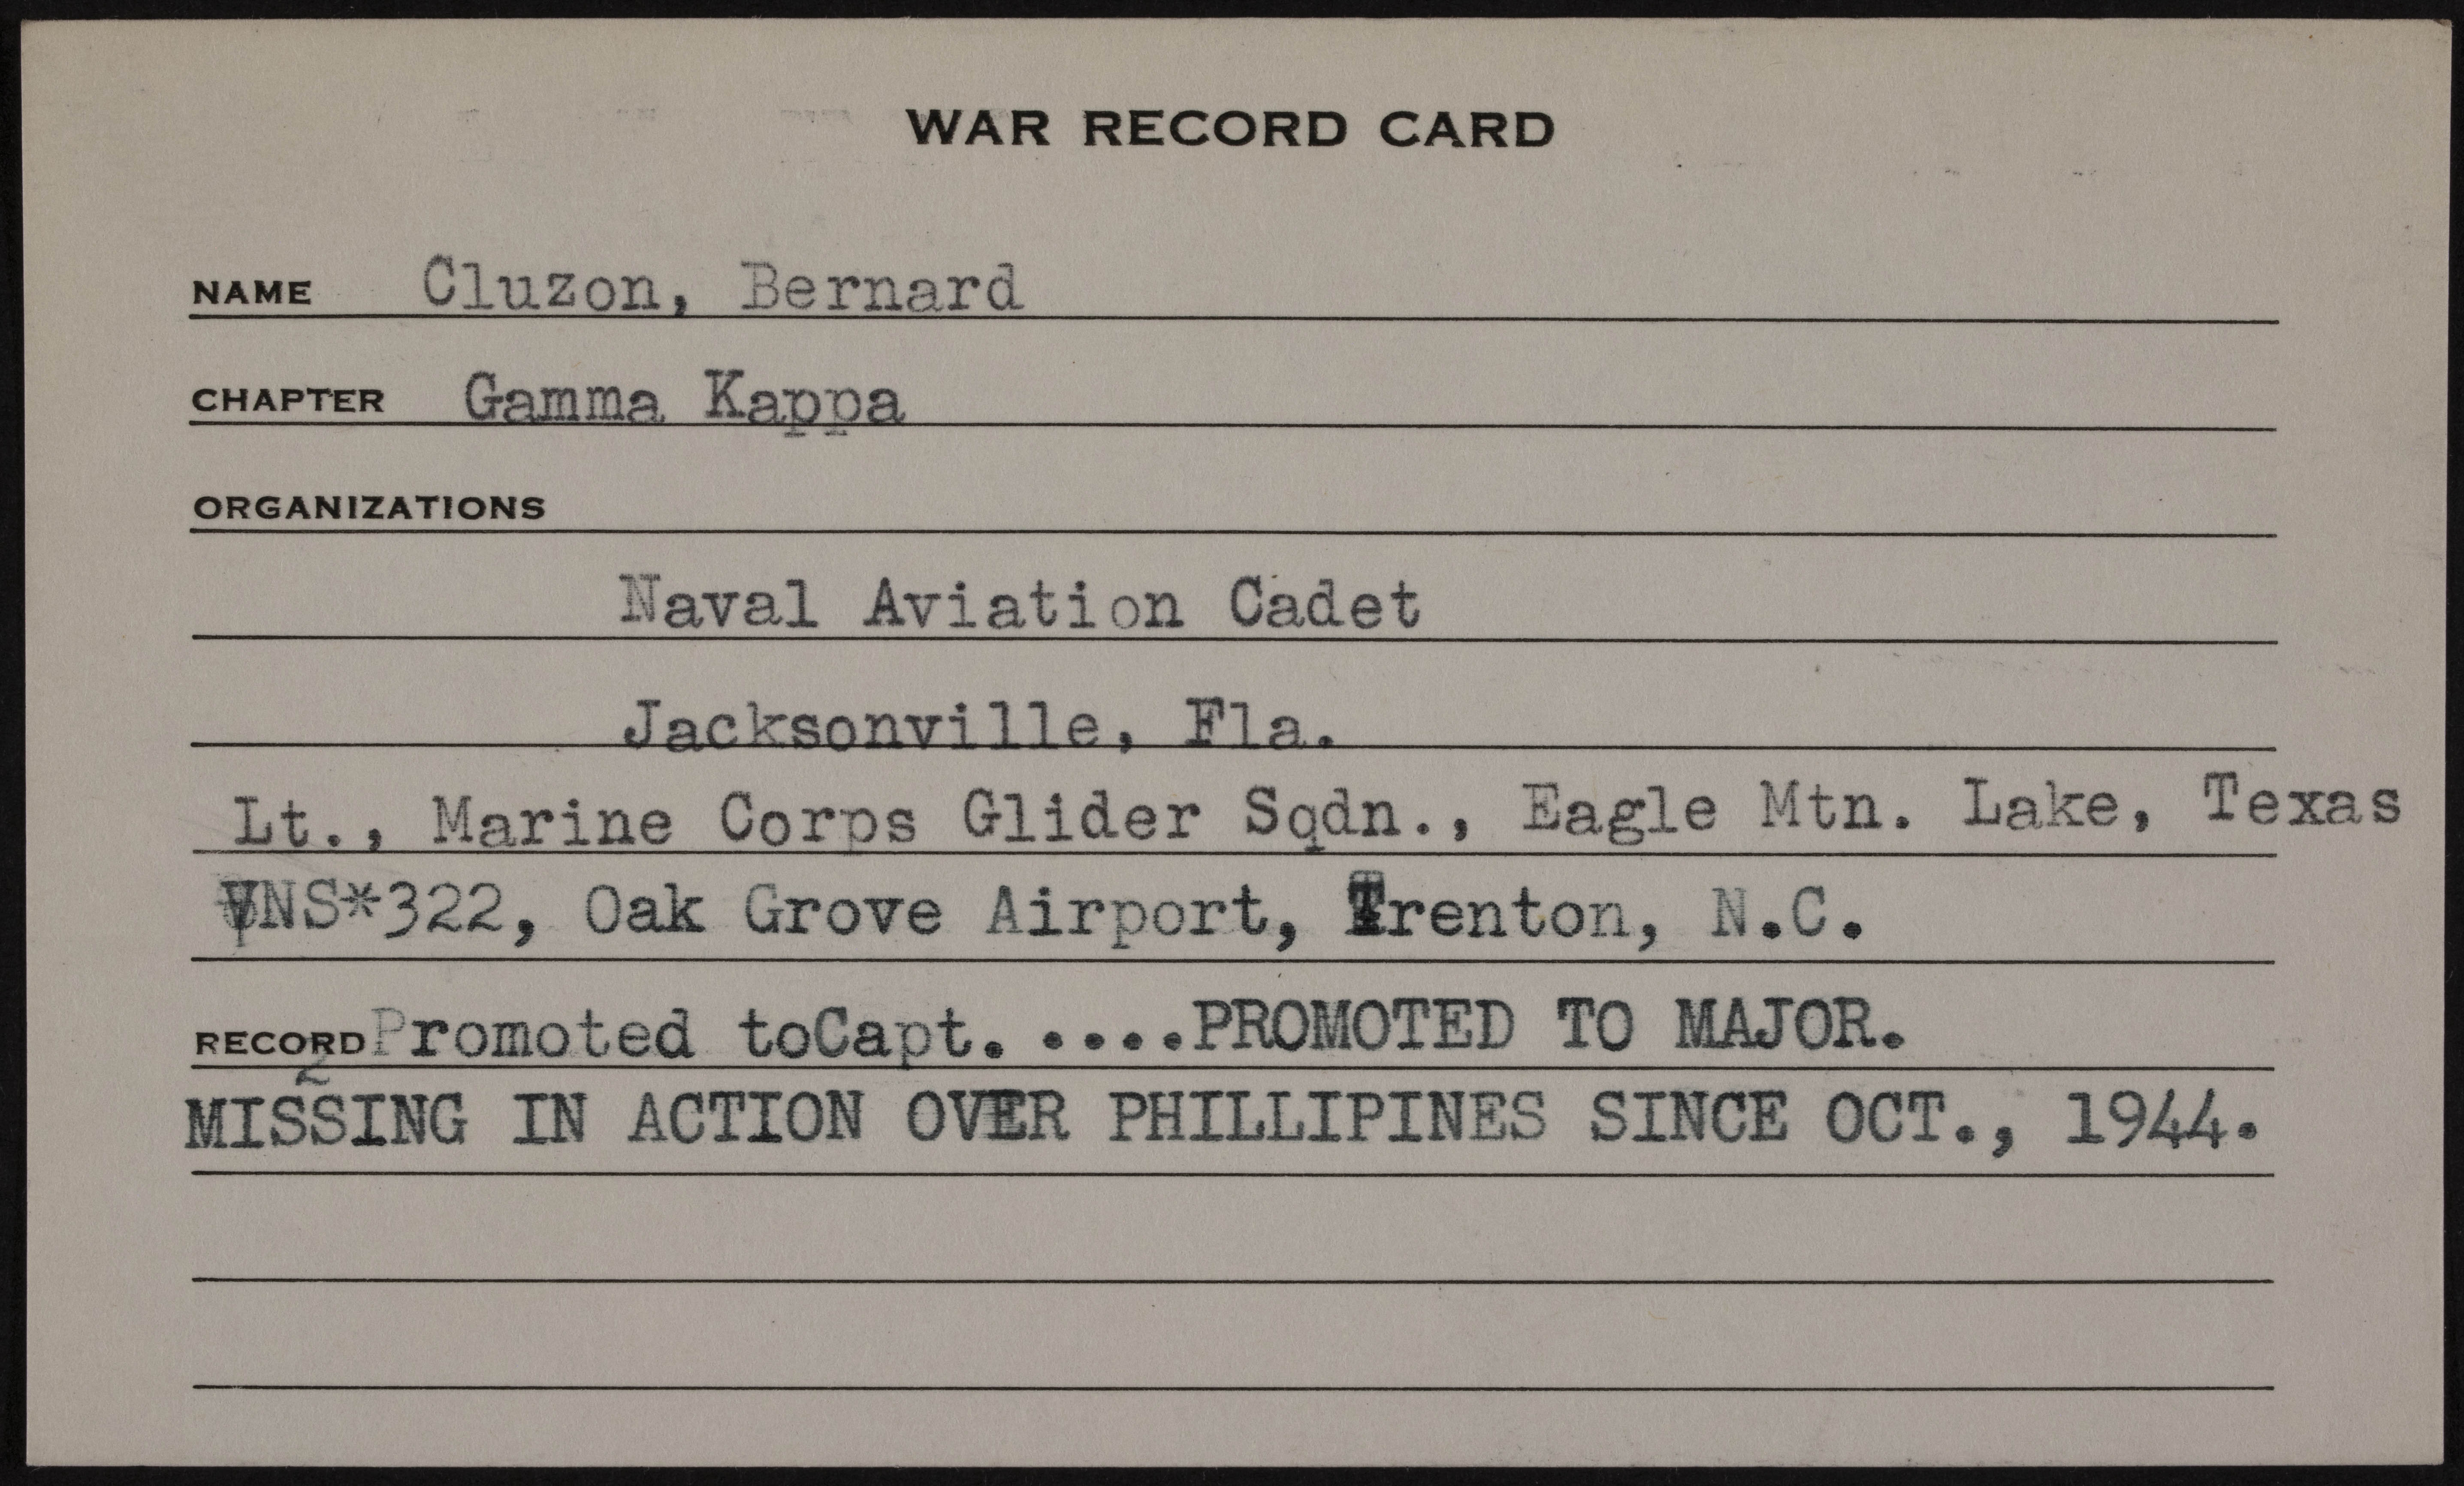 WAR RECORD CARD
NAME Cluzon, Bernard
CHAPTER Gamma Kappa
ORGANIZATIONS
Naval Aviation Cadet
Jacksonville, Fla.
Lt., Marine Corps Glider Sqdn., Eagle Mtn. Lake, Texas
VNS*322, Oak Grove Airport, Trenton, N.C.
RECORD Promoted toCapt. ....PROMOTED TO MAJOR.
2
MISSING IN ACTION OVER PHILLIPINES SINCE OCT., 1944.